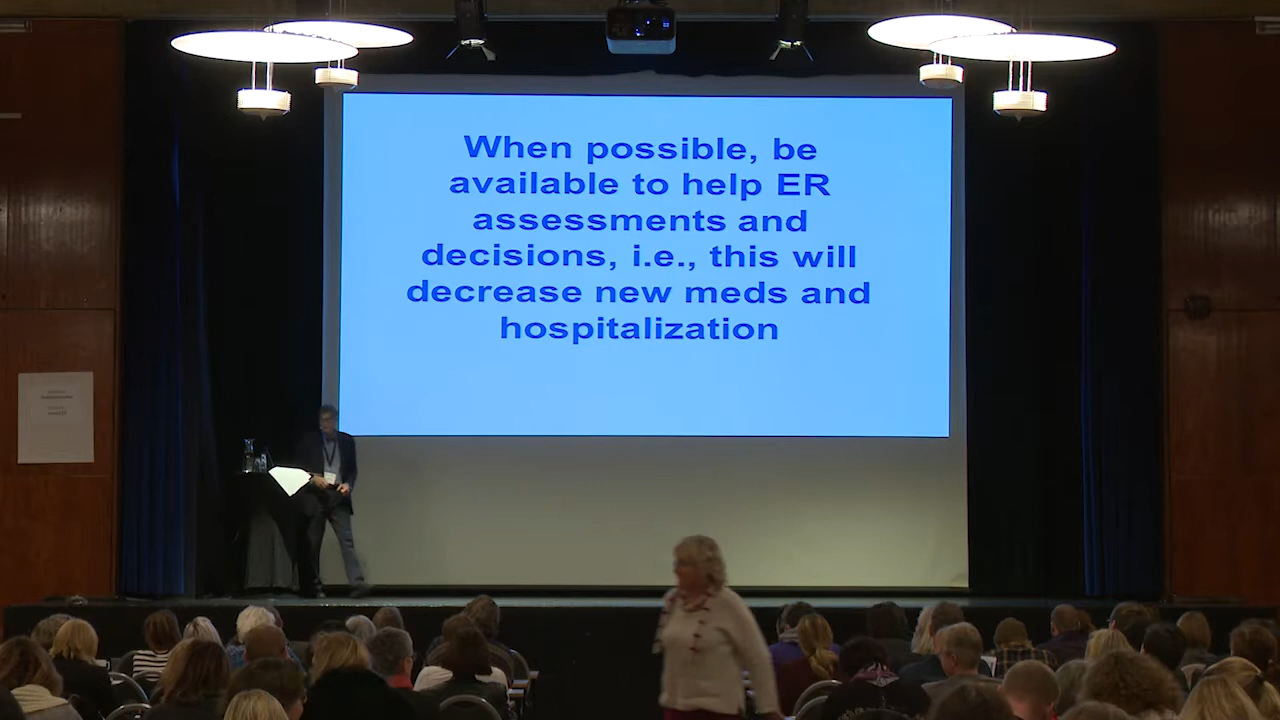 When possible, be
available to help ER
assessments and
decisions, i.e., this will
decrease new meds and
hospitalization